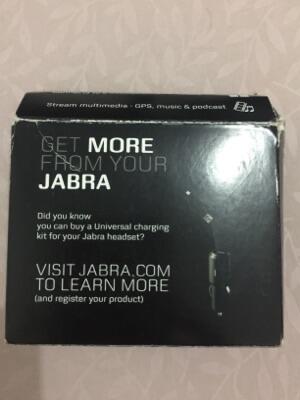 Stream multimedia - GPS, music & podcast
GET MORE
FROM YOUR
JABRA
Did you know
you can buy a Universal charging
kit for your Jabra headset?
VISIT JABRA.COM
TO LEARN MORE
(and register your product)